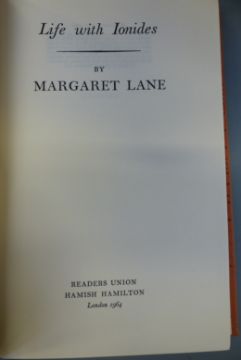 Life with Ionides
BY
MARGARET LANE
READERS UNION
HAMISH HAMILTON
London 1964